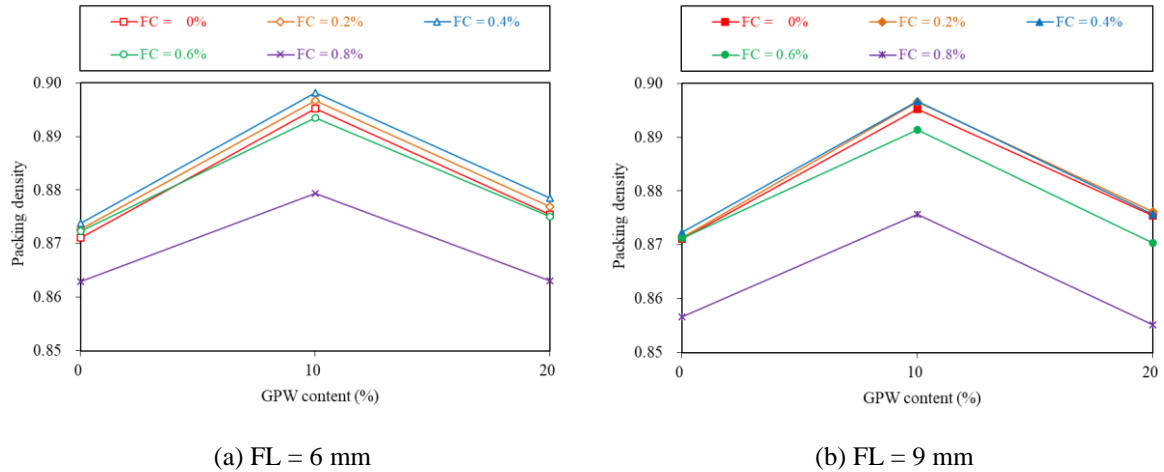 FC = 0%
FC = 0.2%
FC = 0.4%
FC = 0.6%
FC = 0.8%
0.90
0.89
0.88
0.87
0.86
0.85
Packing density
0
10
20
GPW content (%)
(a) FL = 6 mm
FC = 0%
FC = 0.2%
FC = 0.4%
FC = 0.6%
FC = 0.8%
0.90
0.89
0.88
0.87
0.86
0.85
Packing density
0
10
20
GPW content (%)
(b) FL = 9 mm